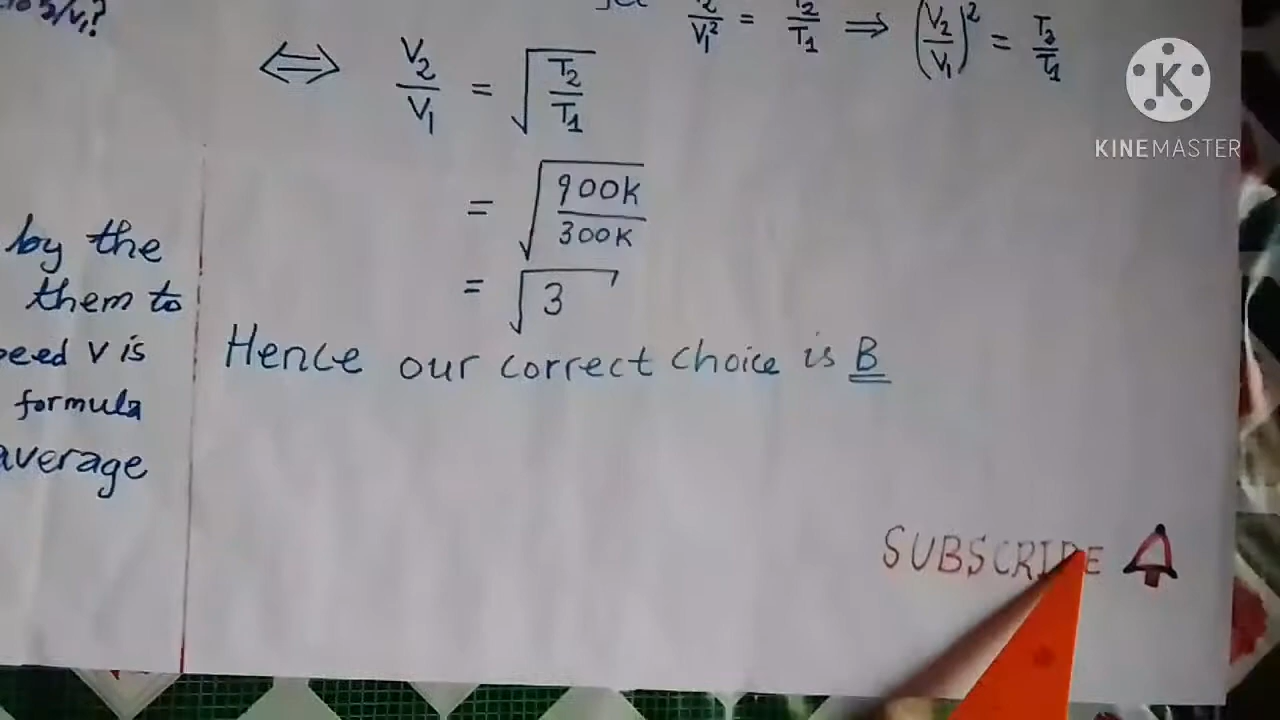 V₂²/V₁² = T₂/T₁ ⟹ (V₂/V₁)² = T₂/T₁
⟺ V₂/V₁ = √(T₂/T₁)
= √(900K/300K)
= √3
Hence our correct choice is B
by the
them to
V is
formula
average
SUBSCRIBE
K
KINEMASTER